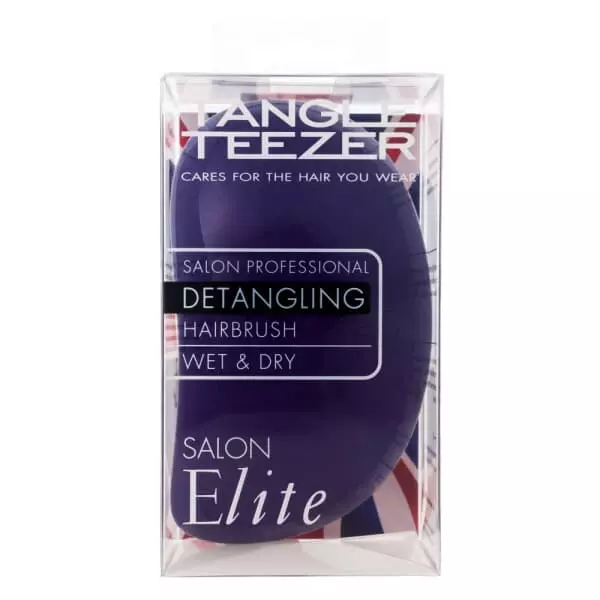 TANGLE
TEEZER
CARES FOR THE HAIR YOU WEAR
SALON PROFESSIONAL
DETANGLING
HAIRBRUSH
WET & DRY
SALON
Elite